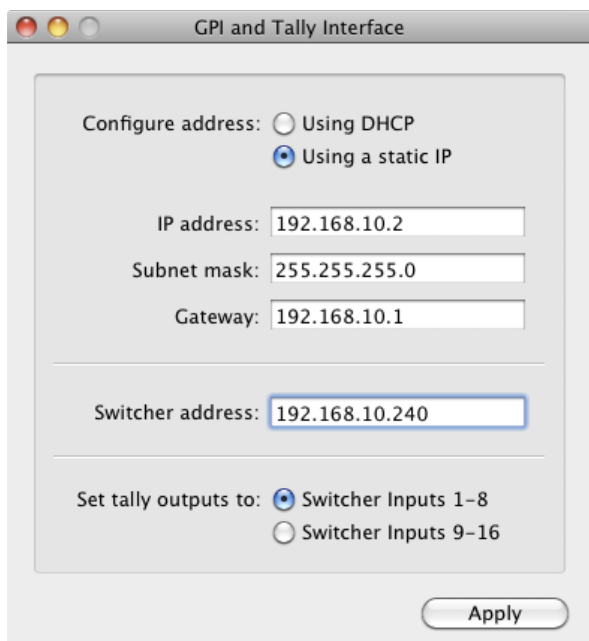 GPI and Tally Interface
Configure address: Using DHCP
Using a static IP
IP address: 192.168.10.2
Subnet mask: 255.255.255.0
Gateway: 192.168.10.1
Switcher address: 192.168.10.240
Set tally outputs to: Switcher Inputs 1–8
Switcher Inputs 9–16
Apply